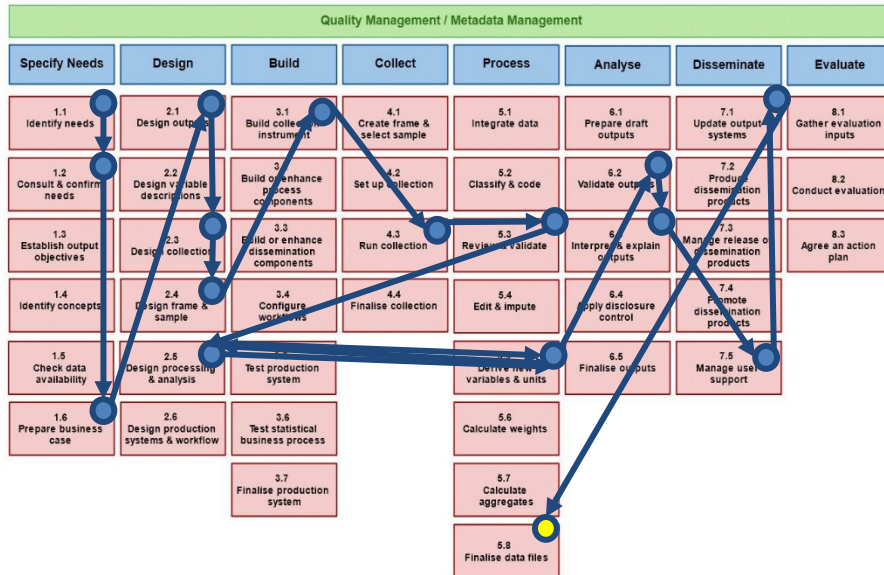 Quality Management / Metadata Management
Specify Needs
Design
Build
Collect
Process
Analyse
Disseminate
Evaluate
1.1
Identify needs
1.2
Consult & confirm
needs
1.3
Establish output
objectives
1.4
Identify concepts
1.5
Check data
availability
1.6
Prepare business
case
2.1
Design outputs
2.2
Design variable
descriptions
2.3
Design collection
2.4
Design frame &
sample
2.5
Design processing
& analysis
2.6
Design production
systems & workflow
3.1
Build collection
instrument
Build or enhance
process
components
3.3
Build or enhance
dissemination
components
3.4
Configure
workflows
Test production
system
3.6
Test statistical
business process
3.7
Finalise production
system
4.1
Create frame &
select sample
4.2
Set up collection
4.3
Run collection
4.4
Finalise collection
5.1
Integrate data
5.2
Classify & code
5.3
Review & validate
5.4
Edit & impute
Derive new
variables & units
5.6
Calculate weights
5.7
Calculate
aggregates
5.8
Finalise data files
6.1
Prepare draft
outputs
6.2
Validate outputs
Interpret & explain
outputs
6.4
Apply disclosure
control
6.5
Finalise outputs
7.1
Update output
systems
7.2
Produce
dissemination
products
7.3
Manage release of
dissemination
products
7.4
Promote
dissemination
products
7.5
Manage user
support
8.1
Gather evaluation
inputs
8.2
Conduct evaluation
8.3
Agree an action
plan